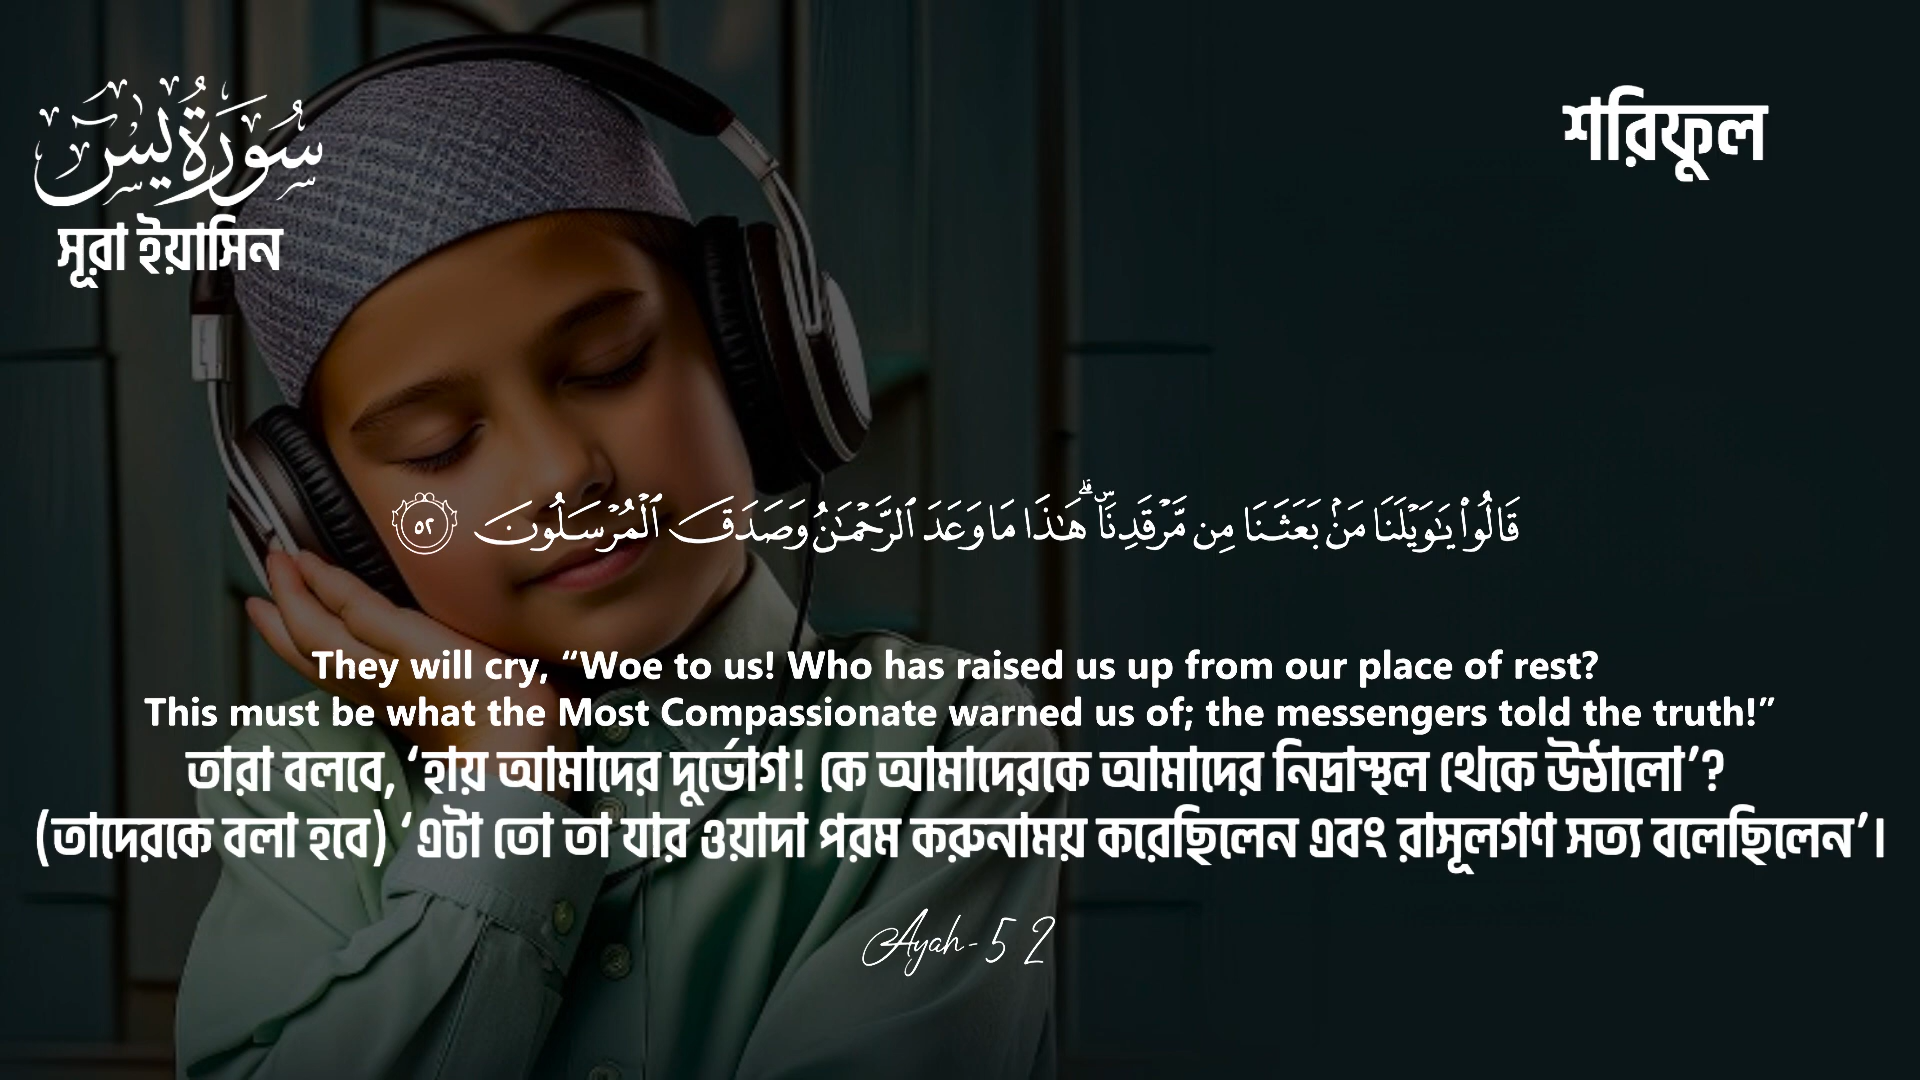 سُورَةُ يسٓ
সূরা ইয়াসিন
শরিফুল
قَالُوا۟ يَـٰوَيْلَنَا مَنۢ بَعَثَنَا مِن مَّرْقَدِنَا ۜ ۗ هَـٰذَا مَا وَعَدَ ٱلرَّحْمَـٰنُ وَصَدَقَ ٱلْمُرْسَلُونَ ٥٢
They will cry, “Woe to us! Who has raised us up from our place of rest?
This must be what the Most Compassionate warned us of; the messengers told the truth!”
তারা বলবে, ‘হায় আমাদের দুর্ভোগ! কে আমাদেরকে আমাদের নিদ্রাস্থল থেকে উঠালো’?
(তাদেরকে বলা হবে) ‘এটা তো তা যার ওয়াদা পরম করুনাময় করেছিলেন এবং রাসূলগণ সত্য বলেছিলেন’।
Ayah-52